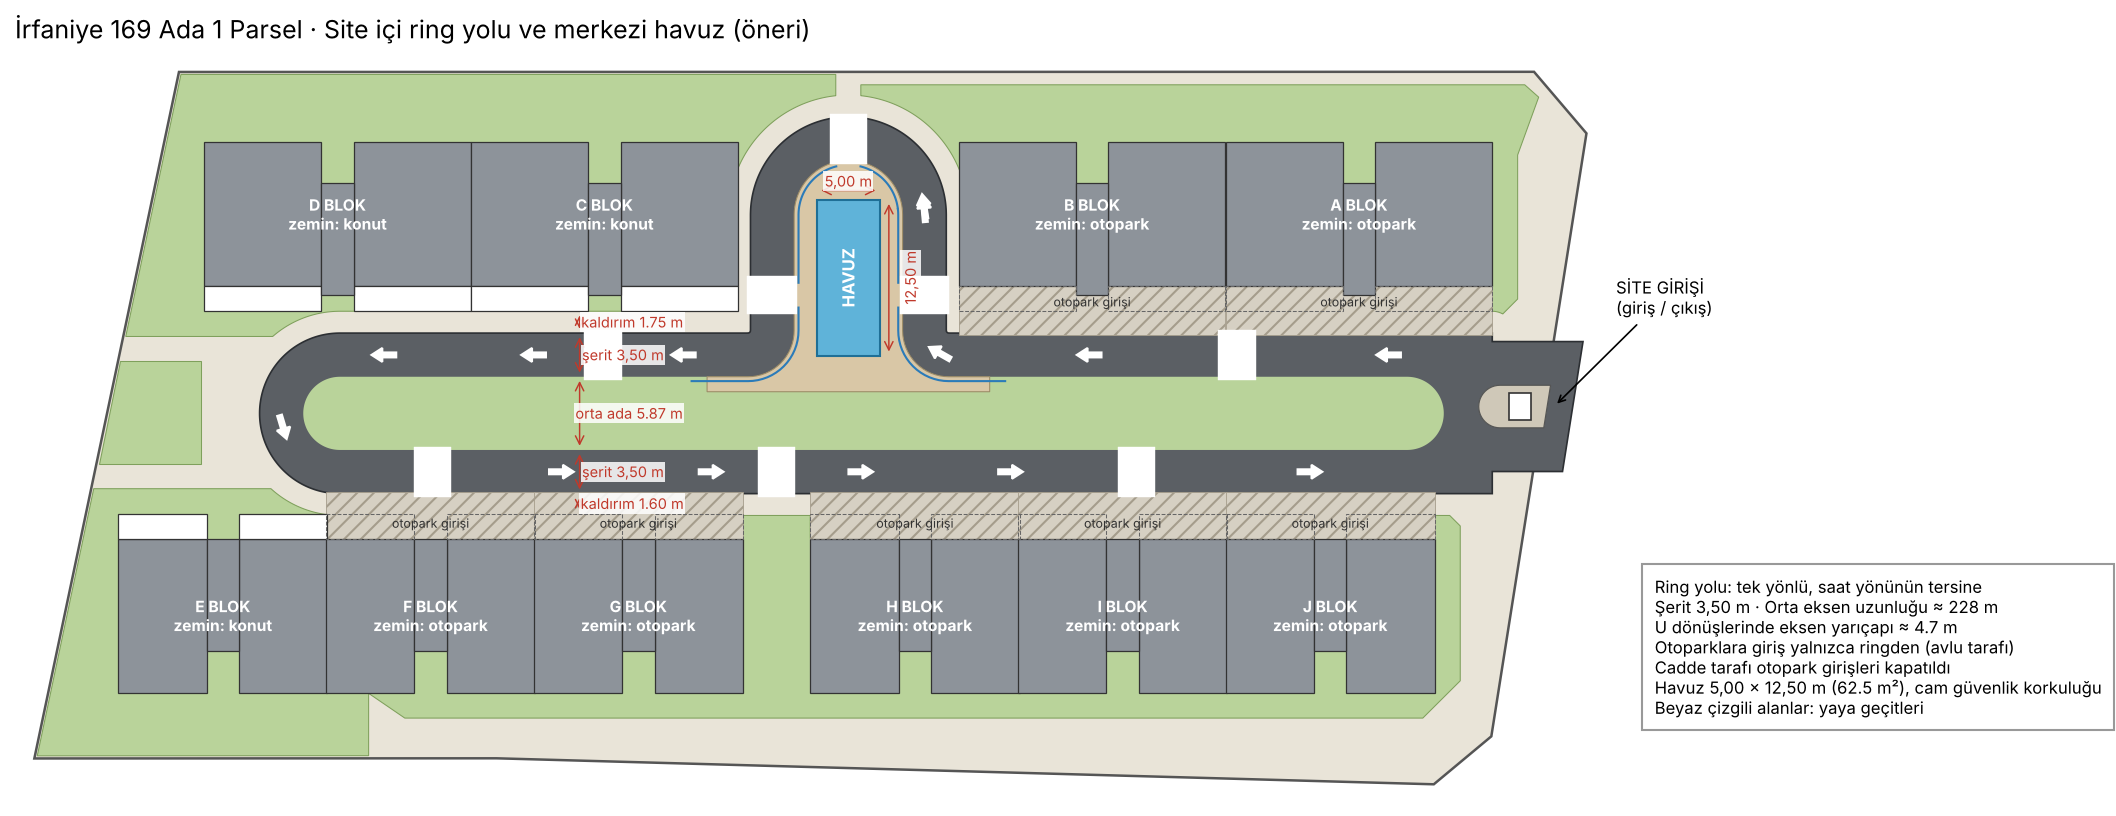 İrfaniye 169 Ada 1 Parsel · Site içi ring yolu ve merkezi havuz (öneri)
5,00 m
D BLOK
zemin: konut
C BLOK
zemin: konut
HAVUZ
12,50 m
B BLOK
zemin: otopark
A BLOK
zemin: otopark
otopark girişi
otopark girişi
SİTE GİRİŞİ
(giriş / çıkış)
kaldırım 1.75 m
şerit 3,50 m
orta ada 5.87 m
şerit 3,50 m
kaldırım 1.60 m
otopark girişi
otopark girişi
otopark girişi
otopark girişi
otopark girişi
E BLOK
zemin: konut
F BLOK
zemin: otopark
G BLOK
zemin: otopark
H BLOK
zemin: otopark
I BLOK
zemin: otopark
J BLOK
zemin: otopark
Ring yolu: tek yönlü, saat yönünün tersine
Şerit 3,50 m · Orta eksen uzunluğu ≈ 228 m
U dönüşlerinde eksen yarıçapı ≈ 4.7 m
Otoparklara giriş yalnızca ringden (avlu tarafı)
Cadde tarafı otopark girişleri kapatıldı
Havuz 5,00 × 12,50 m (62.5 m²), cam güvenlik korkuluğu
Beyaz çizgili alanlar: yaya geçitleri